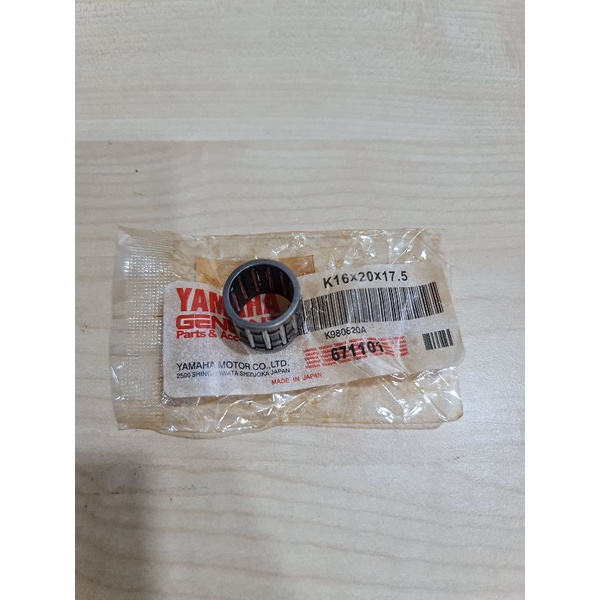 K16×20×17.5
YAMAHA
GENUINE
Parts &
K980620A
671101
YAMAHA MOTOR CO.,LTD.
2500 SHINGAI IWATA SHIZUOKA JAPAN
MADE IN JAPAN